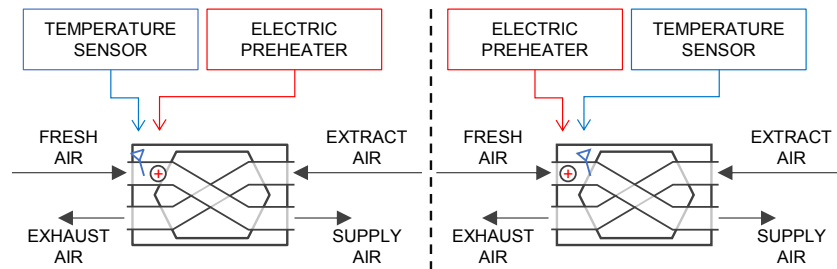 TEMPERATURE
SENSOR
ELECTRIC
PREHEATER
FRESH
AIR
EXTRACT
AIR
EXHAUST
AIR
SUPPLY
AIR
ELECTRIC
PREHEATER
TEMPERATURE
SENSOR
FRESH
AIR
EXTRACT
AIR
EXHAUST
AIR
SUPPLY
AIR